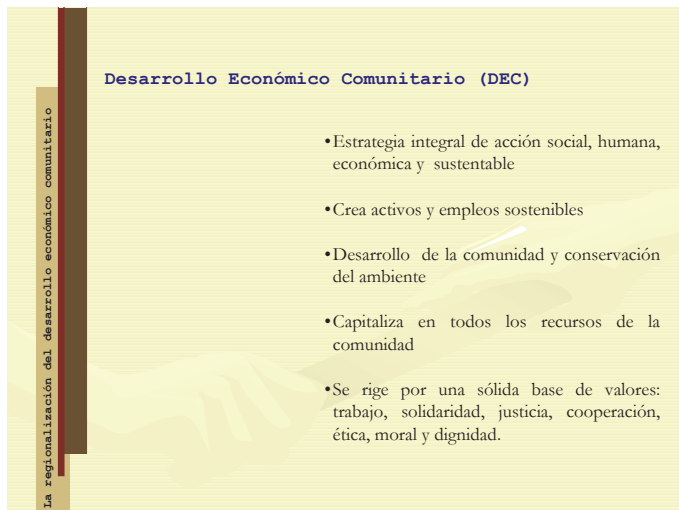 Desarrollo Económico Comunitario (DEC)
•Estrategia integral de acción social, humana,
económica y sustentable
•Crea activos y empleos sostenibles
•Desarrollo de la comunidad y conservación
del ambiente
•Capitaliza en todos los recursos de la
comunidad
•Se rige por una sólida base de valores:
trabajo, solidaridad, justicia, cooperación,
ética, moral y dignidad.
La regionalización del desarrollo económico comunitario